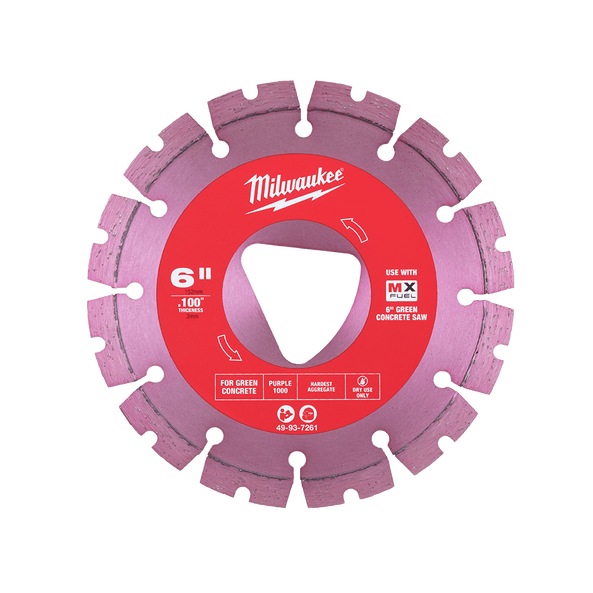 Milwaukee®
6"
152mm
.100"
THICKNESS
2mm
USE WITH
MX
FUEL
6" GREEN
CONCRETE SAW
FOR GREEN
CONCRETE
PURPLE
1000
HARDEST
AGGREGATE
DRY USE
ONLY
49-93-7261